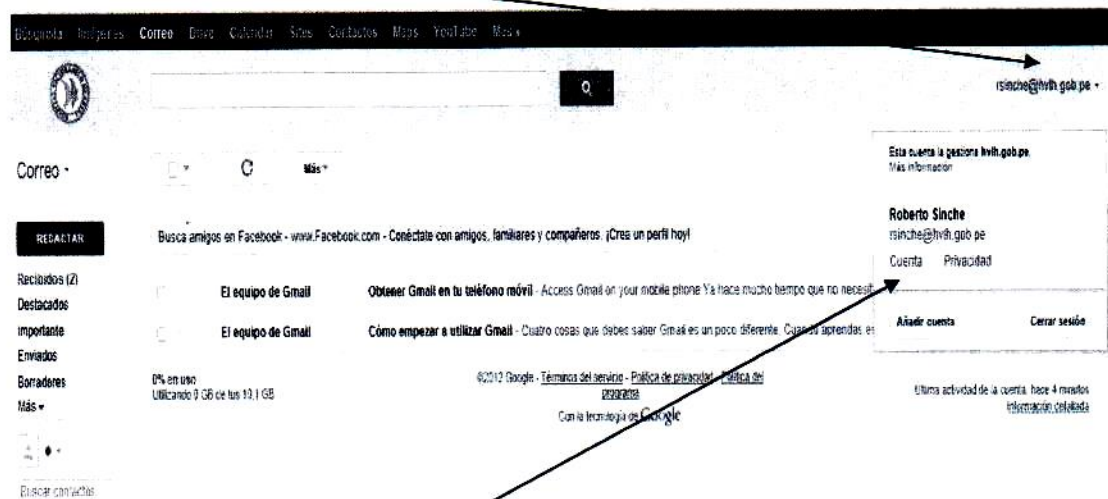 Búsqueda Imágenes Correo Drive Calendar Sites Contactos Maps YouTube Más
rsinche@hvlh.gob.pe
Correo
Más
Esta cuenta la gestiona hvlh.gob.pe.
Más información
Roberto Sinche
rsinche@hvlh.gob.pe
Cuenta Privacidad
Añadir cuenta Cerrar sesión
REDACTAR
Busca amigos en Facebook - www.Facebook.com - Conéctate con amigos, familiares y compañeros. ¡Crea un perfil hoy!
Recibidos (2)
Destacados
Importante
Enviados
Borradores
Más
El equipo de Gmail Obtener Gmail en tu teléfono móvil - Access Gmail on your mobile phone Ya hace mucho tiempo que no necesit
El equipo de Gmail Cómo empezar a utilizar Gmail - Cuatro cosas que debes saber Gmail es un poco diferente. Cuando aprendas es
0% en uso
Utilizando 0 GB de tus 10,1 GB
©2012 Google - Términos del servicio - Política de privacidad - Política del
programa
Con la tecnología de Google
Última actividad de la cuenta: hace 4 minutos
Información detallada
Buscar contactos